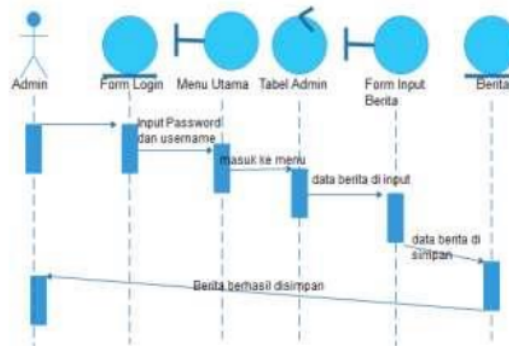 Admin
Form Login
Menu Utama
Tabel Admin
Form Input
Berita
Berita
Input Password
dan username
masuk ke menu
data berita di input
data berita di
simpan
Berita berhasil disimpan